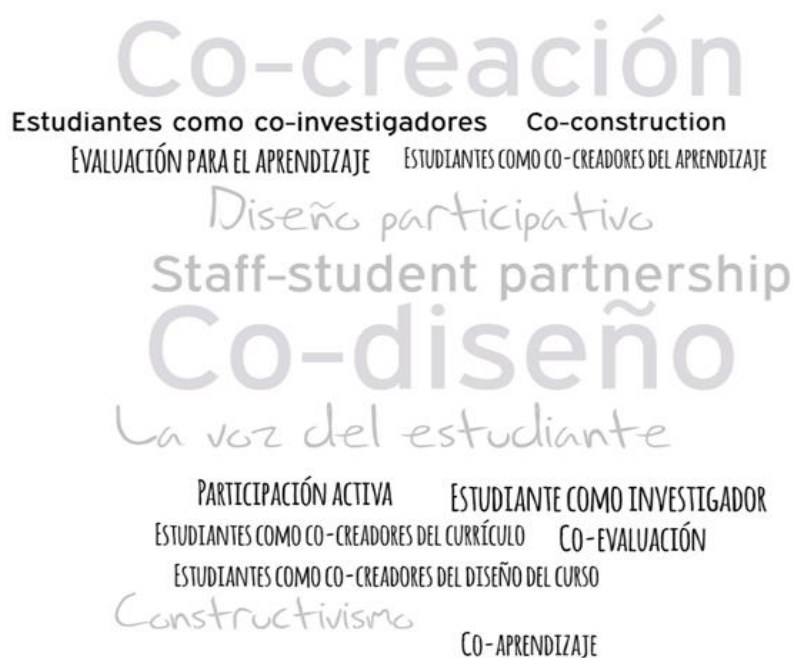 Co-creación
Estudiantes como co-investigadores Co-construction
EVALUACIÓN PARA EL APRENDIZAJE ESTUDIANTES COMO CO-CREADORES DEL APRENDIZAJE
Diseño participativo
Staff-student partnership
Co-diseño
La voz del estudiante
PARTICIPACIÓN ACTIVA ESTUDIANTE COMO INVESTIGADOR
ESTUDIANTES COMO CO-CREADORES DEL CURRÍCULO CO-EVALUACIÓN
ESTUDIANTES COMO CO-CREADORES DEL DISEÑO DEL CURSO
Constructivismo
CO-APRENDIZAJE